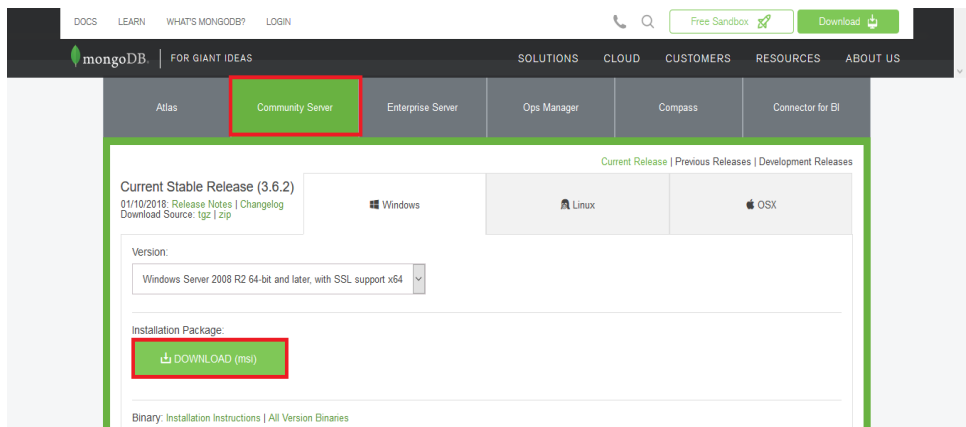 DOCS LEARN WHAT'S MONGODB? LOGIN Free Sandbox Download
mongoDB. FOR GIANT IDEAS SOLUTIONS CLOUD CUSTOMERS RESOURCES ABOUT US
Atlas Community Server Enterprise Server Ops Manager Compass Connector for BI
Current Release | Previous Releases | Development Releases
Current Stable Release (3.6.2)
01/10/2018: Release Notes | Changelog
Download Source: tgz | zip
Windows Linux OSX
Version:
Windows Server 2008 R2 64-bit and later, with SSL support x64
Installation Package:
DOWNLOAD (msi)
Binary: Installation Instructions | All Version Binaries